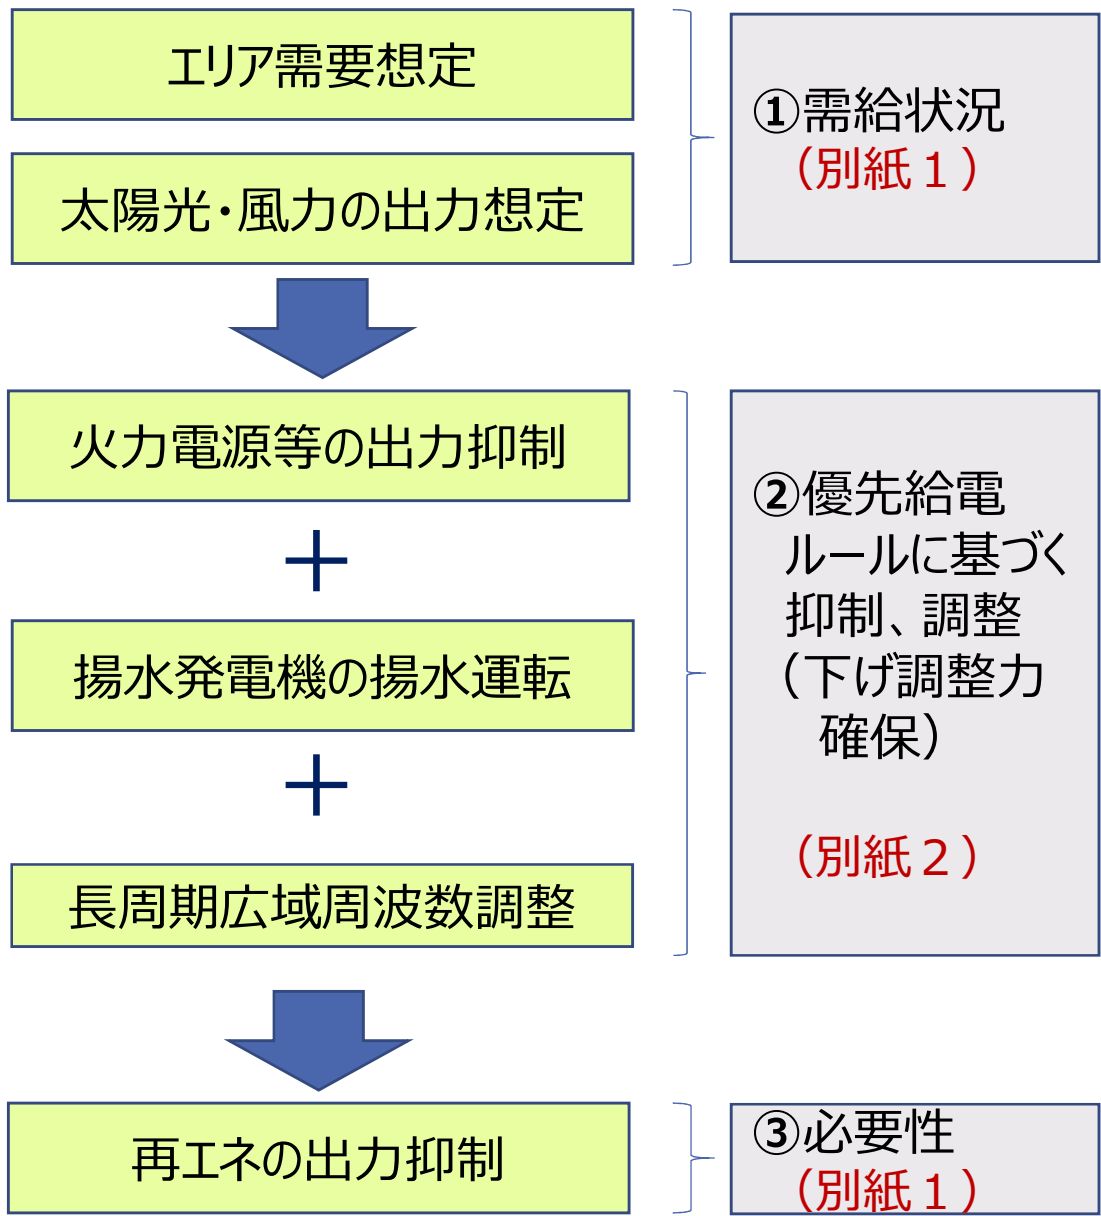 エリア需要想定
太陽光・風力の出力想定
①需給状況
（別紙１）
火力電源等の出力抑制
＋
揚水発電機の揚水運転
＋
長周期広域周波数調整
②優先給電
ルールに基づく
抑制、調整
（下げ調整力
確保）
（別紙２）
再エネの出力抑制
③必要性
（別紙１）